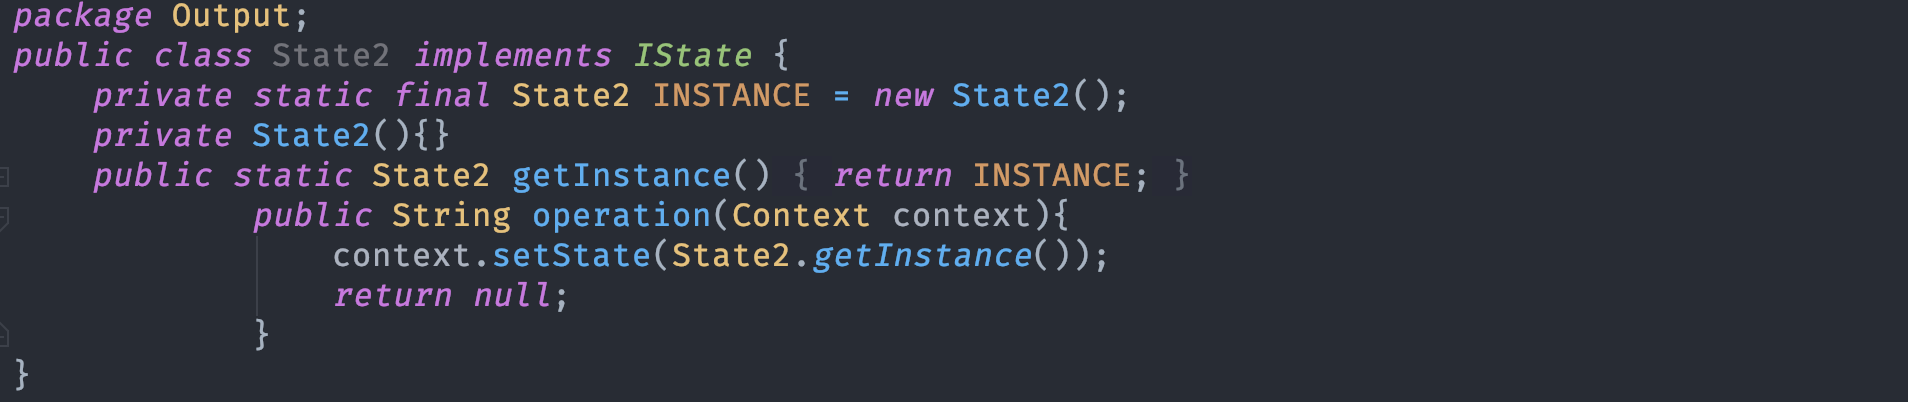 package Output;
public class State2 implements IState {
    private static final State2 INSTANCE = new State2();
    private State2(){}
    public static State2 getInstance() { return INSTANCE; }
            public String operation(Context context){
                context.setState(State2.getInstance());
                return null;
            }
}